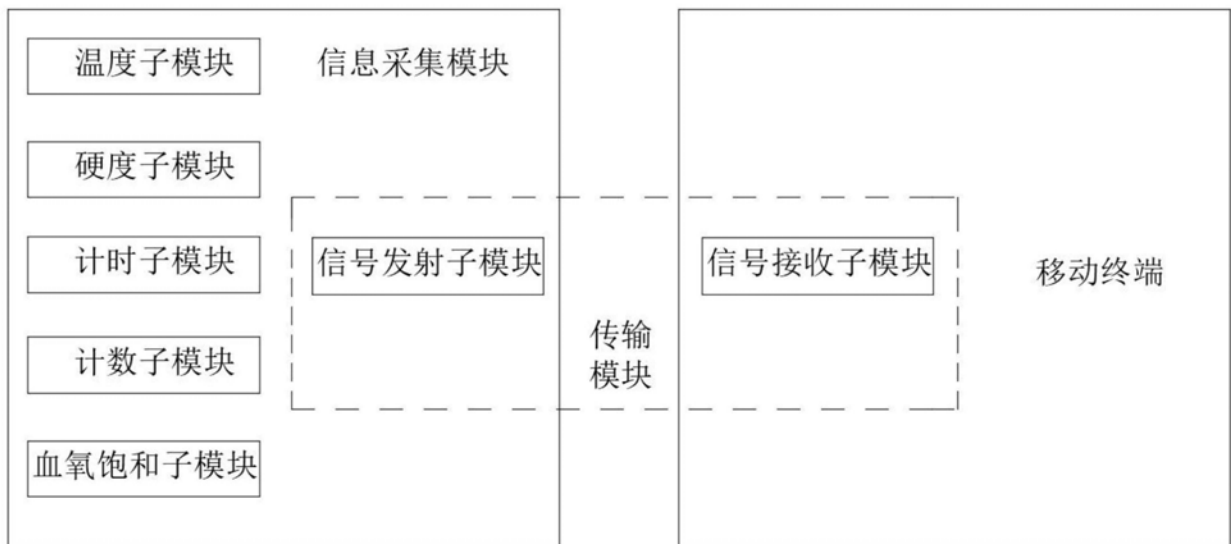 温度子模块
信息采集模块
硬度子模块
计时子模块
信号发射子模块
信号接收子模块
移动终端
传输
模块
计数子模块
血氧饱和子模块